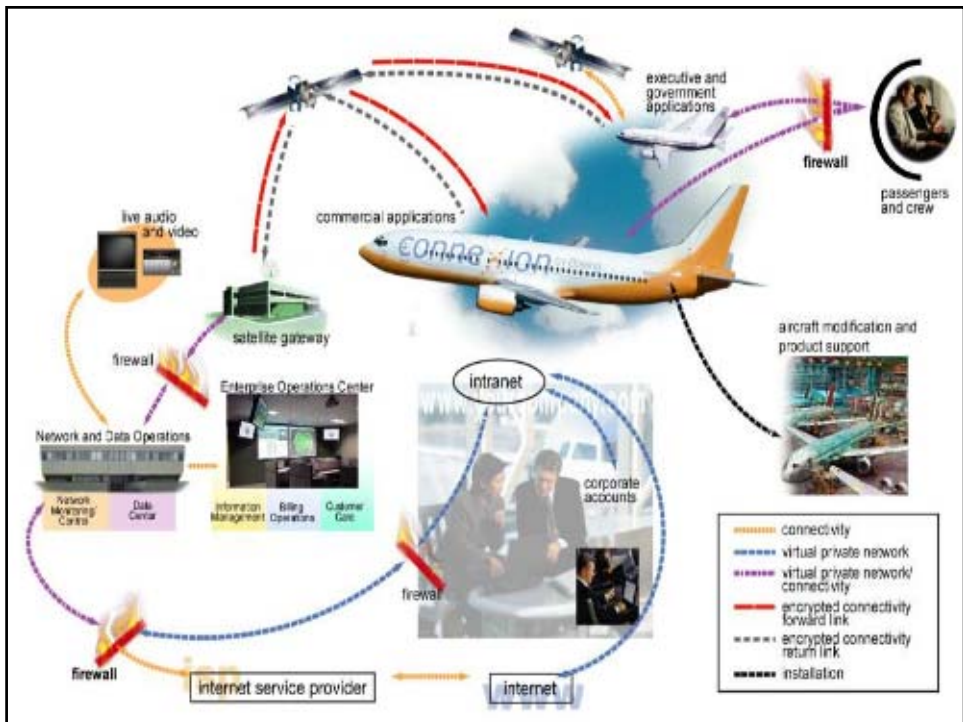 executive and
government
applications
firewall
passengers
and crew
live audio
and video
commercial applications
connexion
satellite gateway
firewall
aircraft modification and
product support
intranet
Enterprise Operations Center
Network and Data Operations
corporate
accounts
Network
Monitoring/
Control
Data
Center
Information
Management
Billing
Operations
Customer
Care
firewall
connectivity
virtual private network
virtual private network/
connectivity
encrypted connectivity
forward link
encrypted connectivity
return link
installation
firewall
isp
internet service provider
internet
www